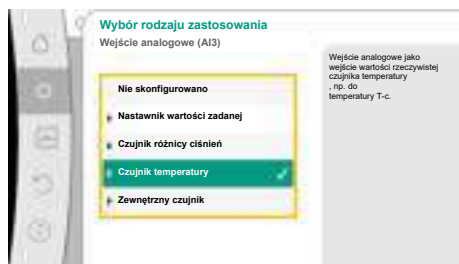 Wybór rodzaju zastosowania
Wejście analogowe (AI3)
Wejście analogowe jako
wejście wartości rzeczywistej
czujnika temperatury
, np. do
temperatury T-c.
Nie skonfigurowano
Nastawnik wartości zadanej
Czujnik różnicy ciśnień
Czujnik temperatury
Zewnętrzny czujnik